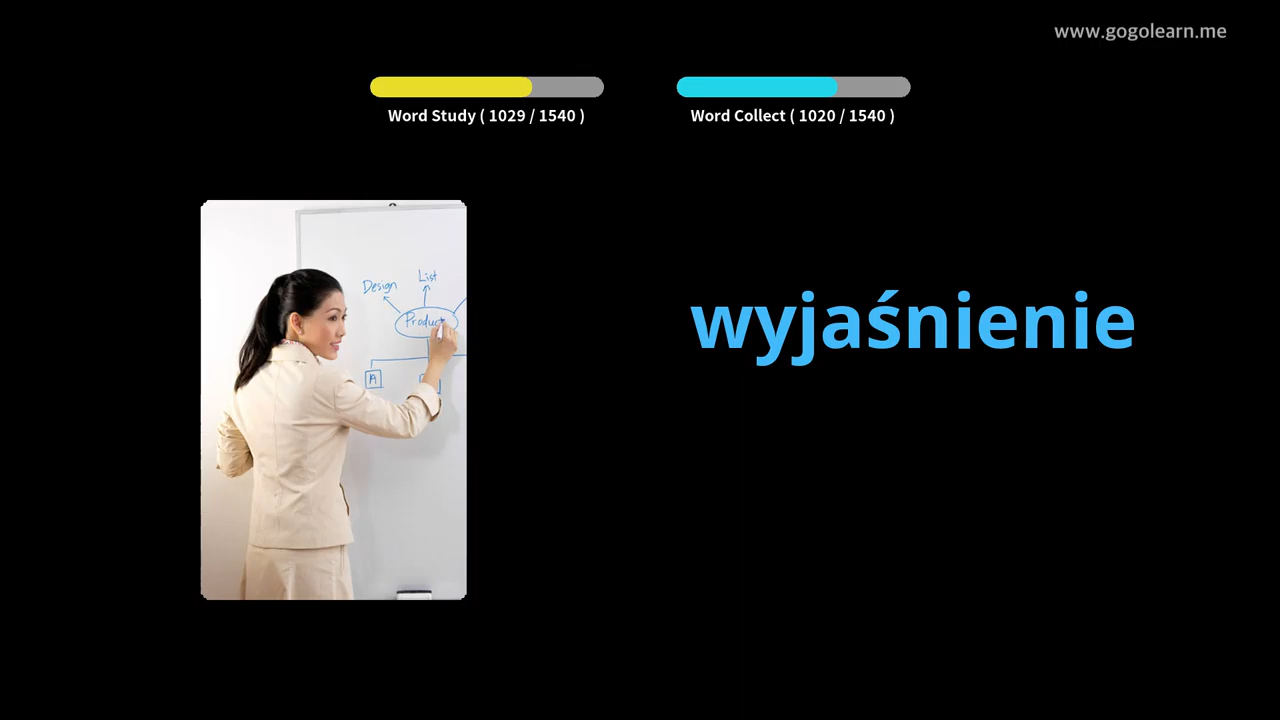 www.gogolearn.me
Word Study ( 1029 / 1540 )
Word Collect ( 1020 / 1540 )
List
Design
Product
A
wyjaśnienie